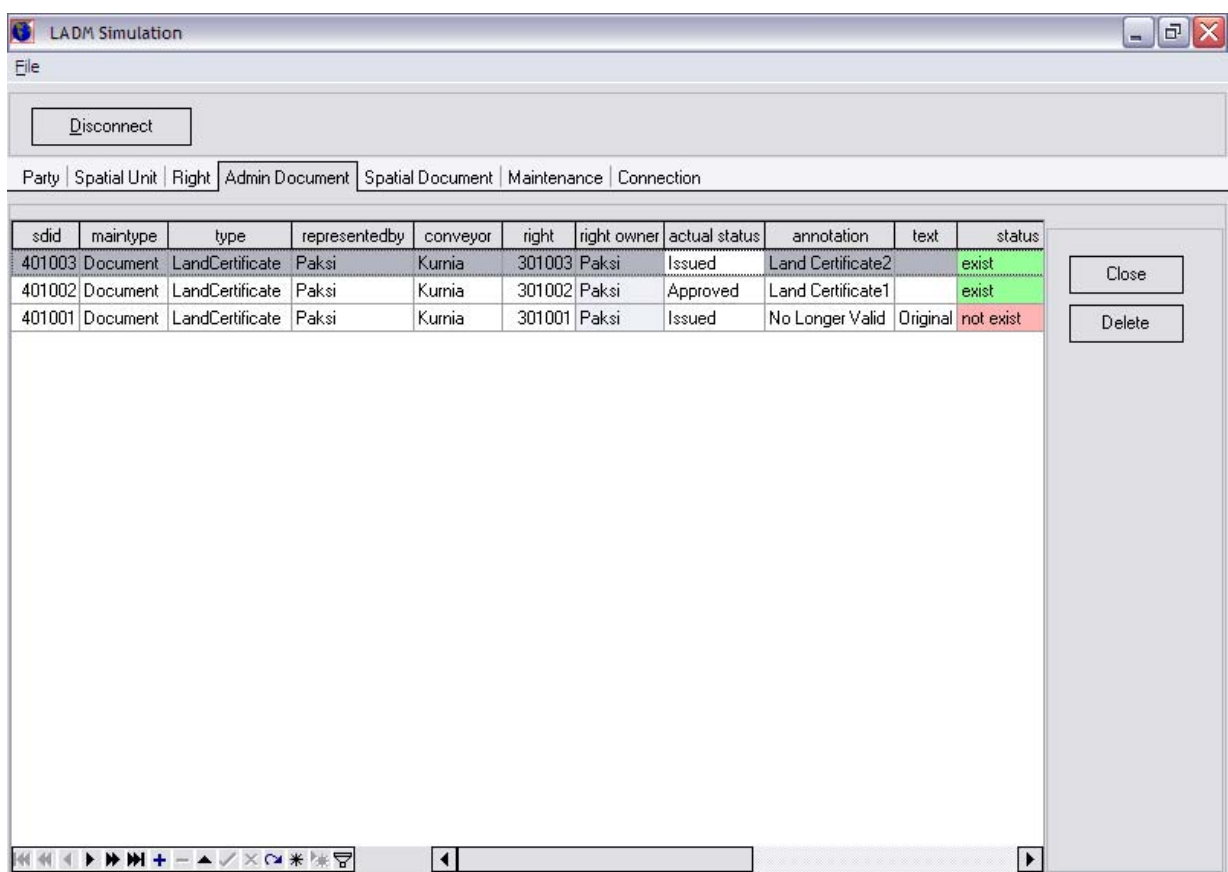 LADM Simulation
File
Disconnect
Party Spatial Unit Right Admin Document Spatial Document Maintenance Connection
sdid maintype type representedby conveyor right right owner actual status annotation text status
401003 Document LandCertificate Paksi Kurnia 301003 Paksi Issued Land Certificate2 exist
401002 Document LandCertificate Paksi Kurnia 301002 Paksi Approved Land Certificate1 exist
401001 Document LandCertificate Paksi Kurnia 301001 Paksi Issued No Longer Valid Original not exist
Close
Delete